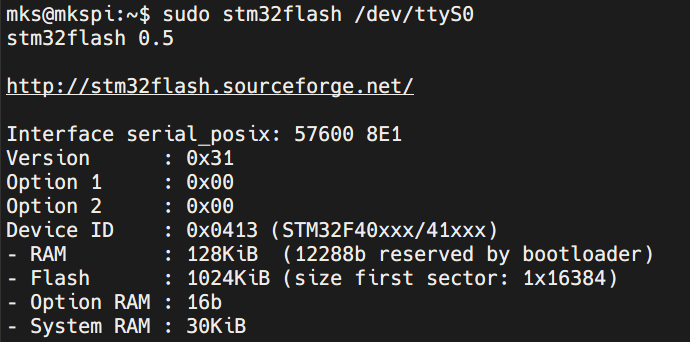 mks@mkspi:~$ sudo stm32flash /dev/ttyS0
stm32flash 0.5
http://stm32flash.sourceforge.net/
Interface serial_posix: 57600 8E1
Version      : 0x31
Option 1     : 0x00
Option 2     : 0x00
Device ID    : 0x0413 (STM32F40xxx/41xxx)
- RAM        : 128KiB  (12288b reserved by bootloader)
- Flash      : 1024KiB (size first sector: 1x16384)
- Option RAM : 16b
- System RAM : 30KiB